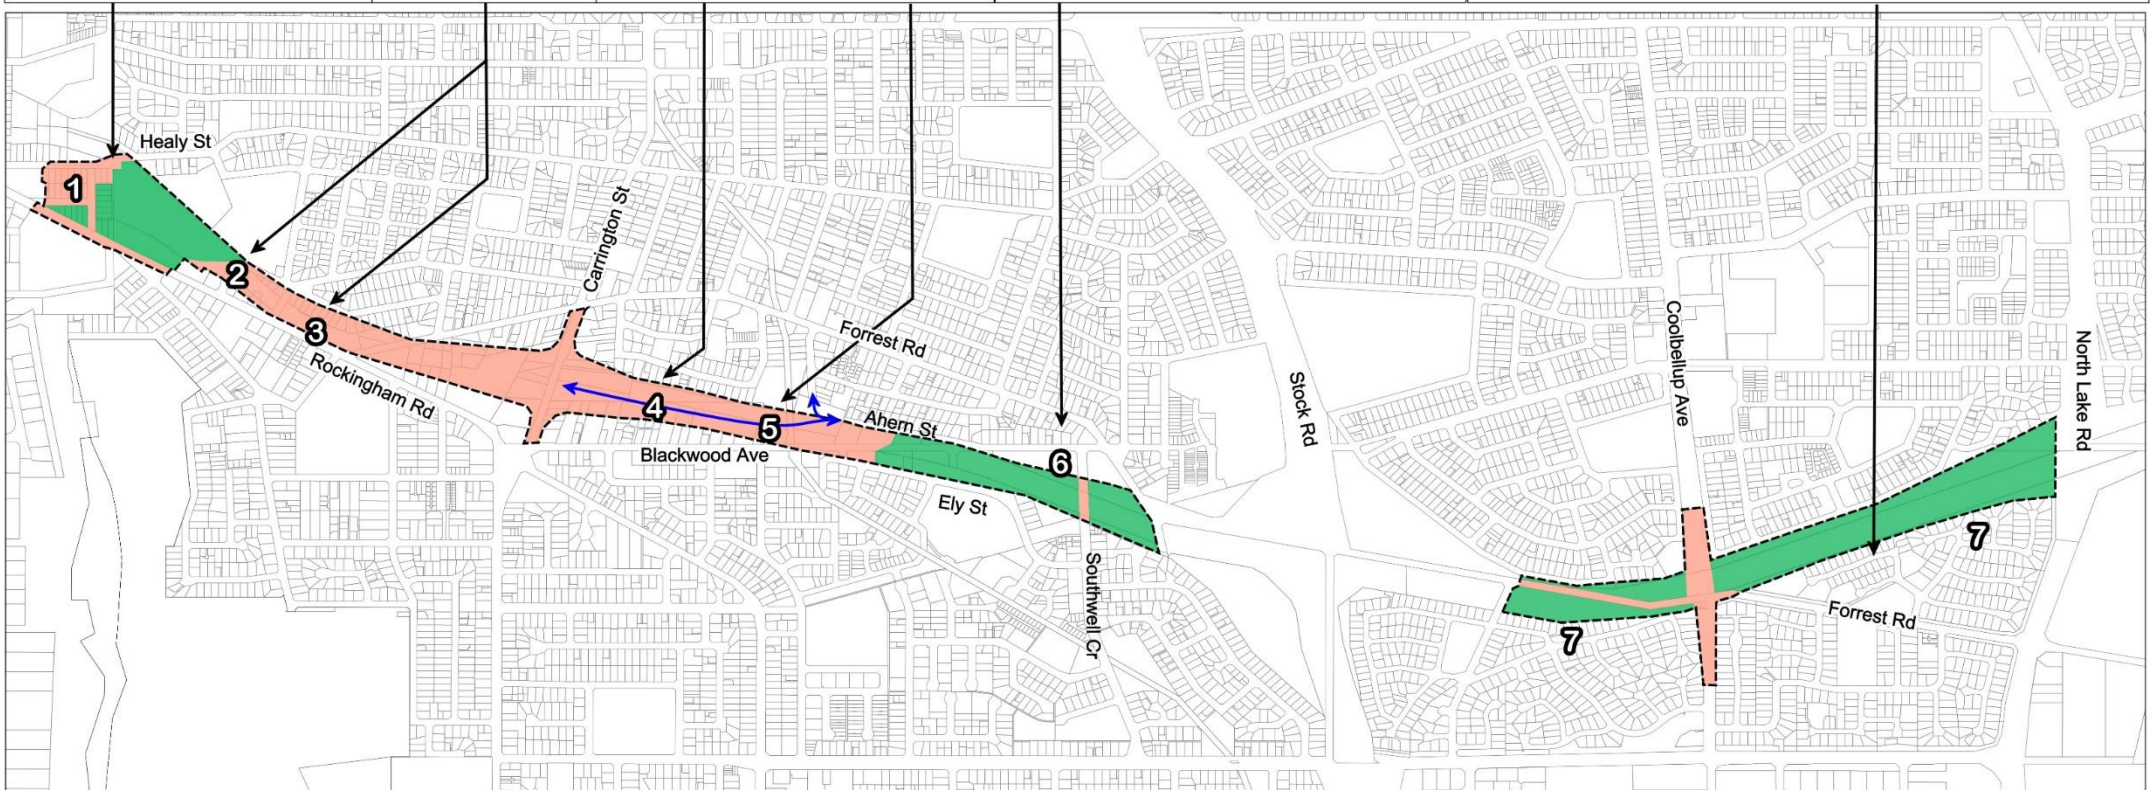 Healy St
1
2
3
Carrington St
Rockingham Rd
Forrest Rd
4
5
Ahern St
Blackwood Ave
6
Ely St
Southwell Cr
Stock Rd
Coolbellup Ave
North Lake Rd
7
7
Forrest Rd